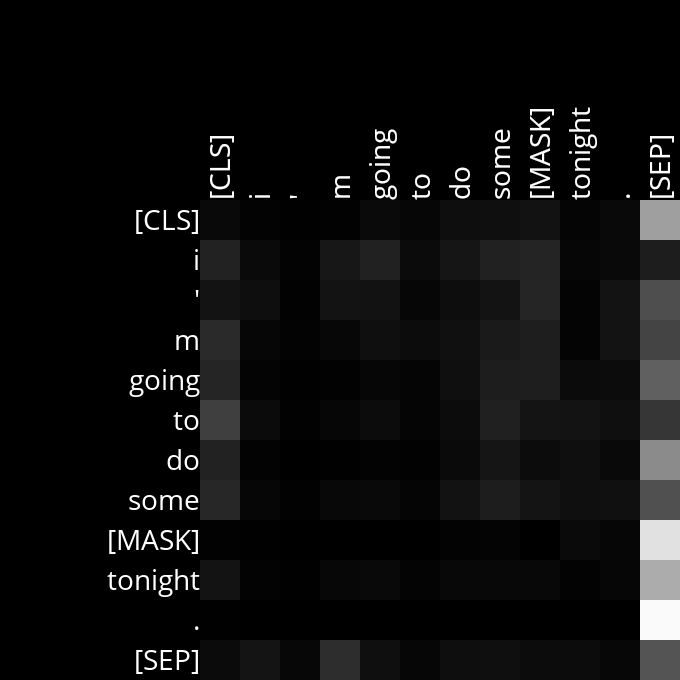 [CLS] i ' m going to do some [MASK] tonight . [SEP]
[CLS]
i
'
m
going
to
do
some
[MASK]
tonight
.
[SEP]